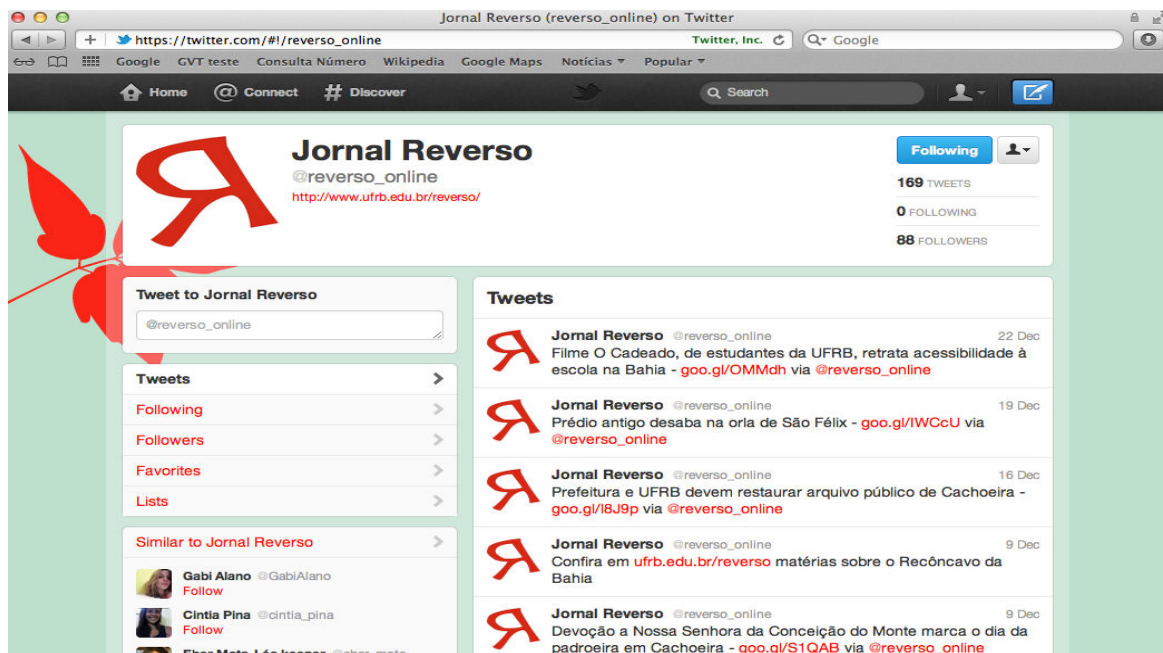 Jornal Reverso (reverso_online) on Twitter
https://twitter.com/#!/reverso_online
Twitter, Inc.
Google
Google GVT teste Consulta Número Wikipedia Google Maps Notícias Popular
Home Connect Discover Search
Jornal Reverso
@reverso_online
http://www.ufrb.edu.br/reverso/
Following
169 TWEETS
0 FOLLOWING
88 FOLLOWERS
Tweet to Jornal Reverso
@reverso_online
Tweets
Following
Followers
Favorites
Lists
Similar to Jornal Reverso
Gabi Alano @GabiAlano
Follow
Cintia Pina @cintia_pina
Follow
Tweets
Jornal Reverso @reverso_online 22 Dec
Filme O Cadeado, de estudantes da UFRB, retrata acessibilidade à
escola na Bahia - goo.gl/OMMdh via @reverso_online
Jornal Reverso @reverso_online 19 Dec
Prédio antigo desaba na orla de São Félix - goo.gl/IWCcU via
@reverso_online
Jornal Reverso @reverso_online 16 Dec
Prefeitura e UFRB devem restaurar arquivo público de Cachoeira -
goo.gl/l8J9p via @reverso_online
Jornal Reverso @reverso_online 9 Dec
Confira em ufrb.edu.br/reverso matérias sobre o Recôncavo da
Bahia
Jornal Reverso @reverso_online 9 Dec
Devoção a Nossa Senhora da Conceição do Monte marca o dia da
padroeira em Cachoeira - goo.gl/S1QAB via @reverso_online